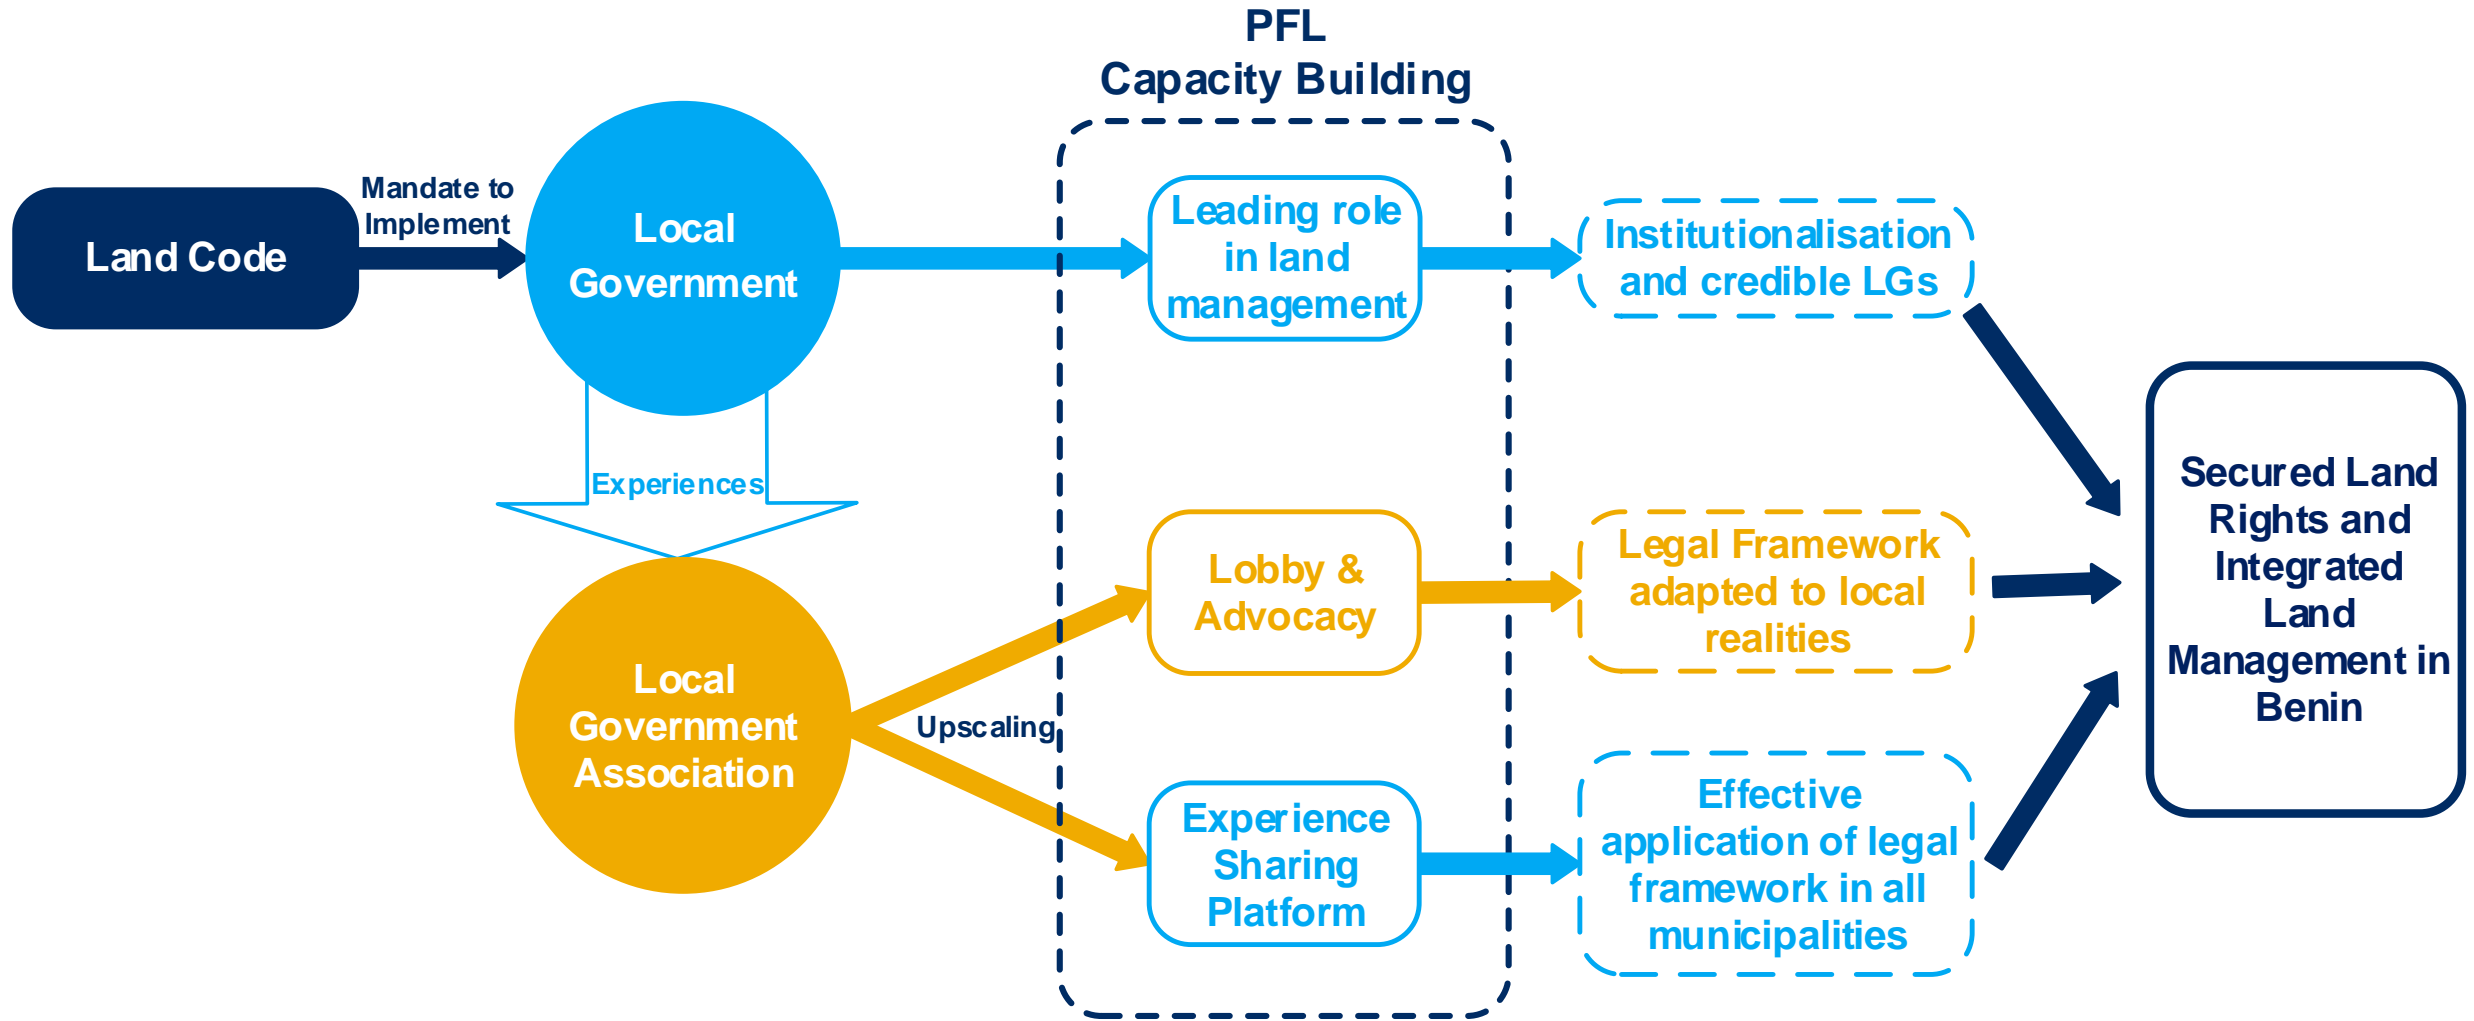 PFL
Capacity Building
Land Code
Mandate to
Implement
Local
Government
Leading role
in land
management
Institutionalisation
and credible LGs
Experiences
Local
Government
Association
Upscaling
Lobby &
Advocacy
Legal Framework
adapted to local
realities
Experience
Sharing
Platform
Effective
application of legal
framework in all
municipalities
Secured Land
Rights and
Integrated
Land
Management in
Benin